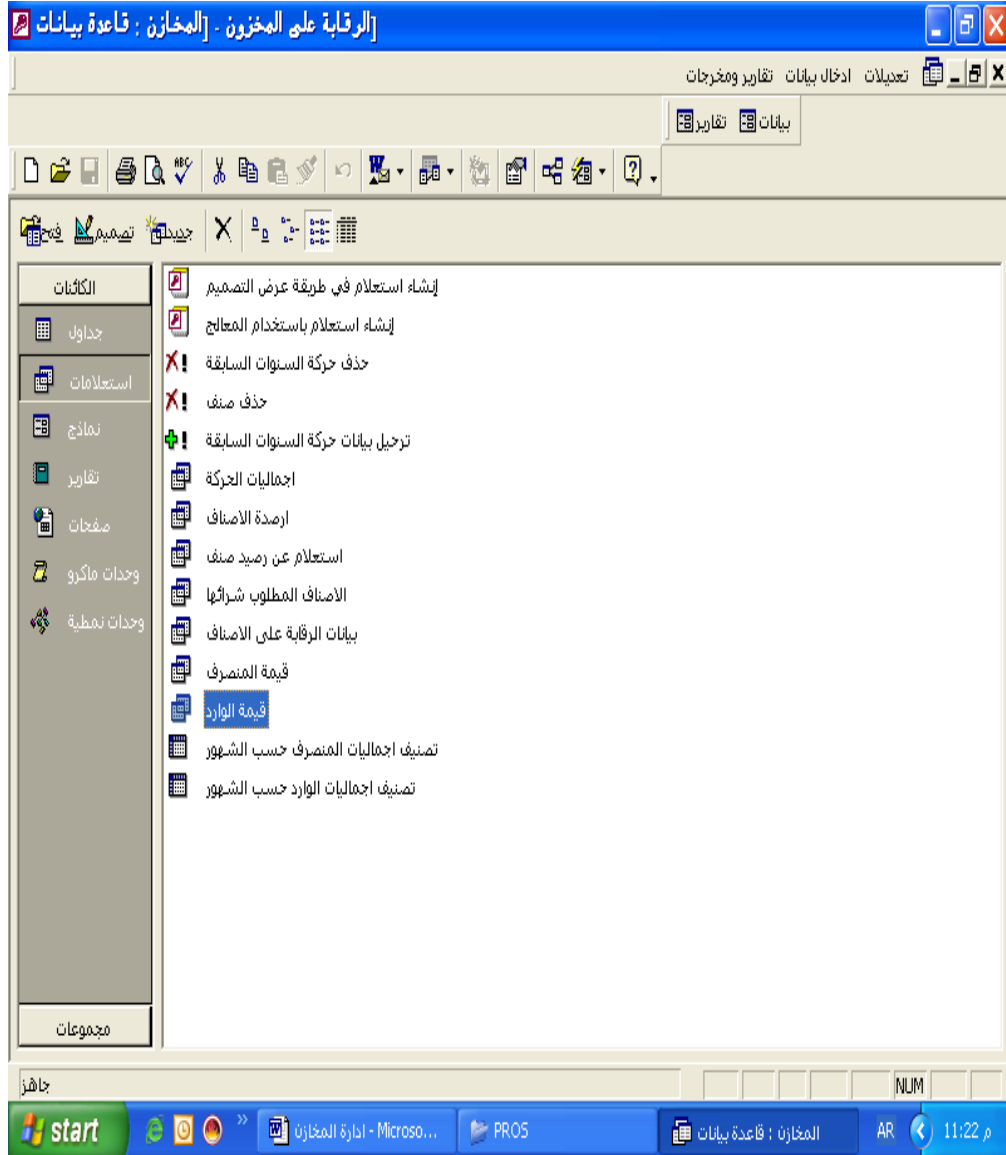 [الرقابة على المخزون - [المخازن : قاعدة بيانات
تعديلات ادخال بيانات تقارير ومخرجات
بيانات تقارير
ABC
W
?
فتح تصميم جديد
الكائنات
جداول
استعلامات
نماذج
تقارير
صفحات
وحدات ماكرو
وحدات نمطية
مجموعات
إنشاء استعلام في طريقة عرض التصميم
إنشاء استعلام باستخدام المعالج
حذف حركة السنوات السابقة
حذف صنف
ترحيل بيانات حركة السنوات السابقة
اجماليات الحركة
ارصدة الاصناف
استعلام عن رصيد صنف
الاصناف المطلوب شرائها
بيانات الرقابة على الاصناف
قيمة المنصرف
قيمة الوارد
تصنيف اجماليات المنصرف حسب الشهور
تصنيف اجماليات الوارد حسب الشهور
جاهز
NUM
start
ادارة المخازن - Microso...
PROS
المخازن : قاعدة بيانات
AR
11:22 م